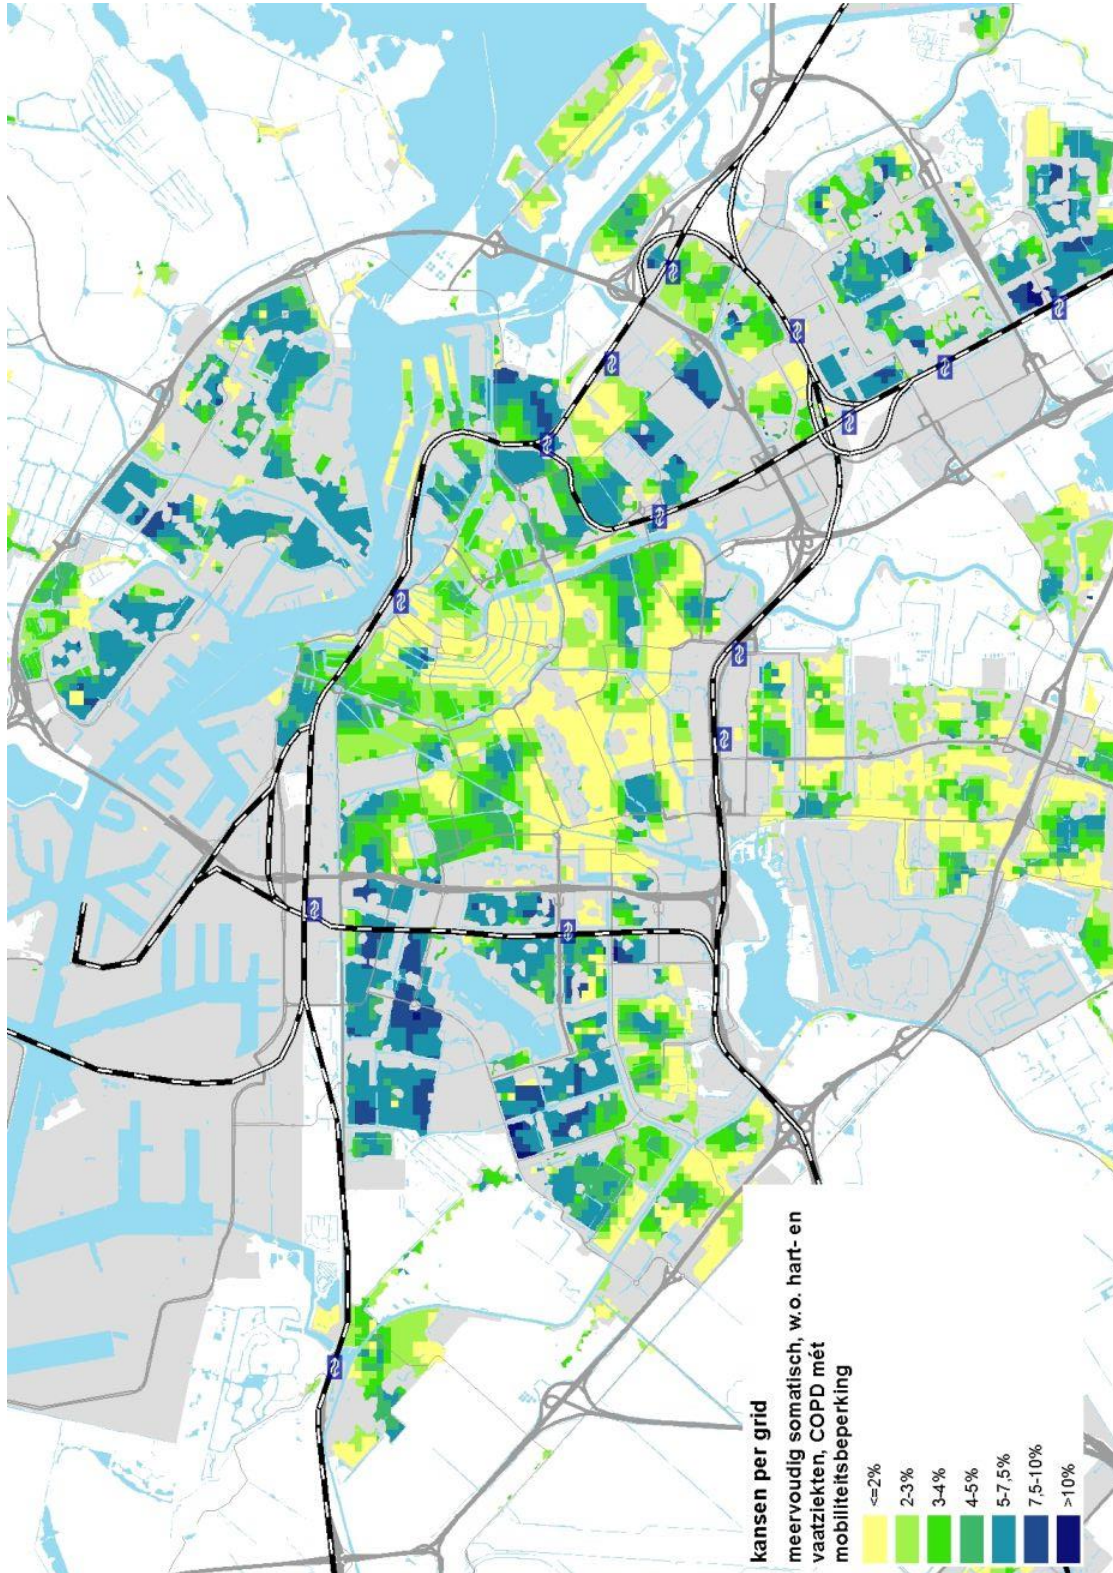 kansen per grid
meervoudig somatisch, w.o. hart- en
vaatziekten, COPD mét
mobiliteitsbeperking
<=2%
2-3%
3-4%
4-5%
5-7,5%
7,5-10%
>10%